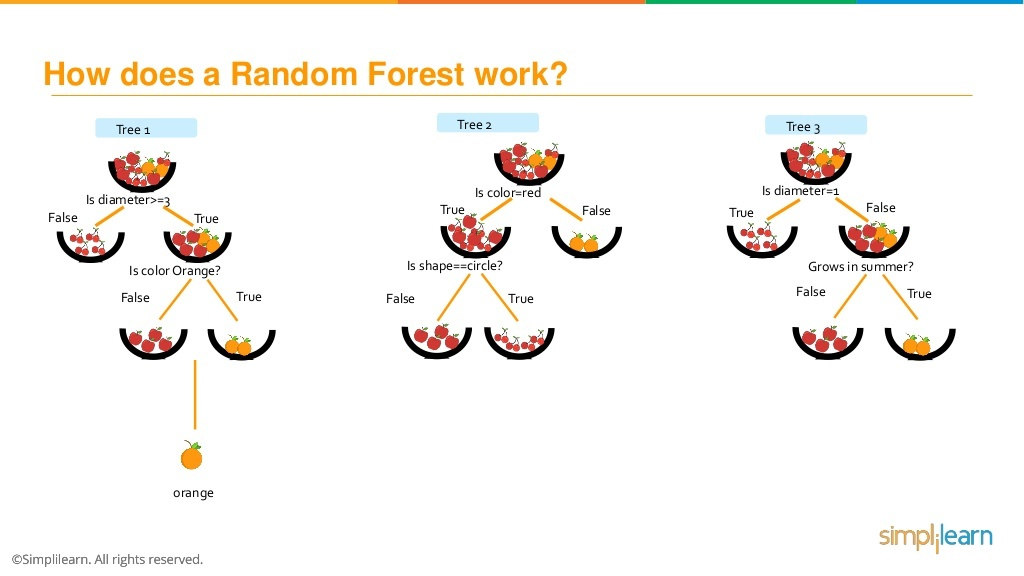 How does a Random Forest work?
Tree 1
Tree 2
Tree 3
Is diameter>=3
False
True
Is color Orange?
False
True
orange
Is color=red
True
False
Is shape==circle?
False
True
Is diameter=1
True
False
Grows in summer?
False
True
©Simplilearn. All rights reserved.
simplilearn